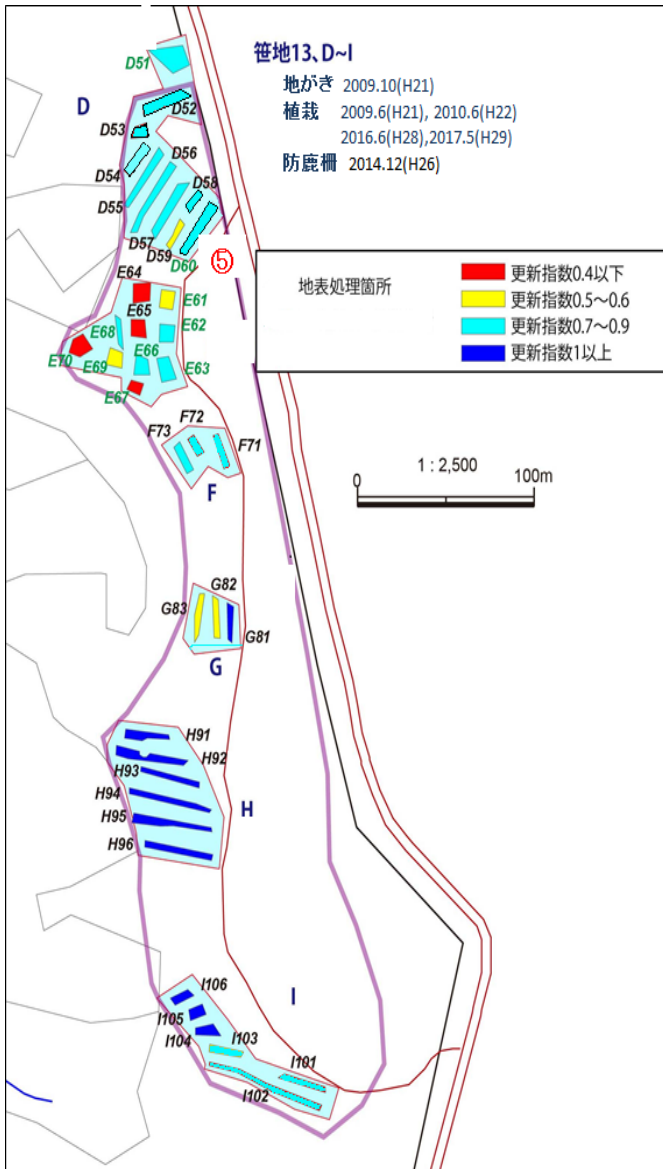 笹地13、D~I
地がき 2009.10(H21)
植栽 2009.6(H21), 2010.6(H22)
2016.6(H28),2017.5(H29)
防鹿柵 2014.12(H26)
D51
D
D52
D53
D56
D54
D58
D55
D57
D59
D60
⑤
地表処理箇所
更新指数0.4以下
更新指数0.5~0.6
更新指数0.7~0.9
更新指数1以上
E64
E61
E65
E62
E68
E66
E70
E69
E63
E67
F72
F73
F71
F
1 : 2,500
0
100m
G82
G83
G81
G
H91
H92
H93
H94
H
H95
H96
I106
I
I105
I104
I103
I101
I102